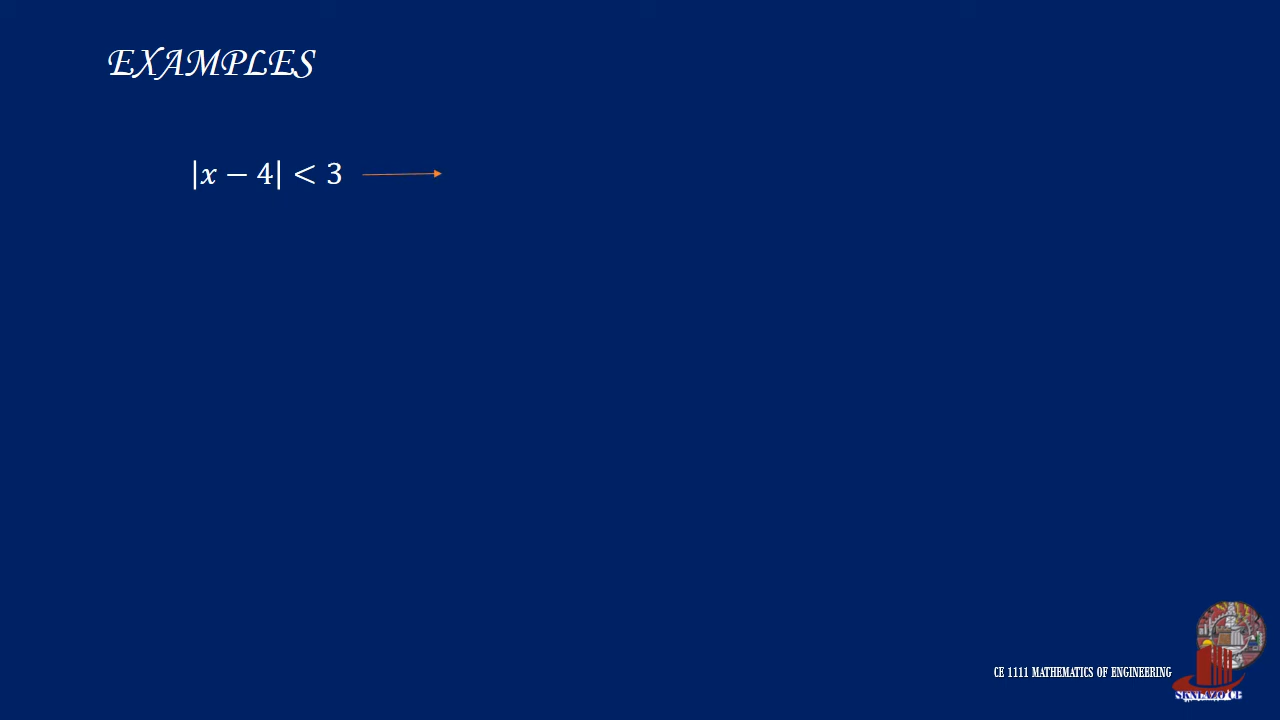 EXAMPLES
|x − 4| < 3
CE 1111 MATHEMATICS OF ENGINEERING